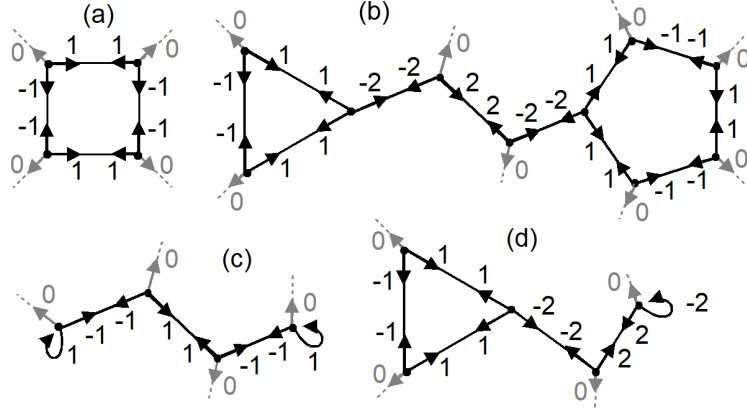 (a)
0 1 1 0
-1 -1
-1 -1
0 1 1 0
(b)
0 0
1 0 1 -1 -1 0
-1 1 -2 -2 2 2 -2 -2 1 1
-1 1 1 1
0 1 0 1 -1 -1 0
0
(c)
0 0 0
-1 -1 1 1 -1 -1
1 1
0
(d)
0 1 1 0
-1 -2 -2
-1 1 1 -2 2 2
0 0